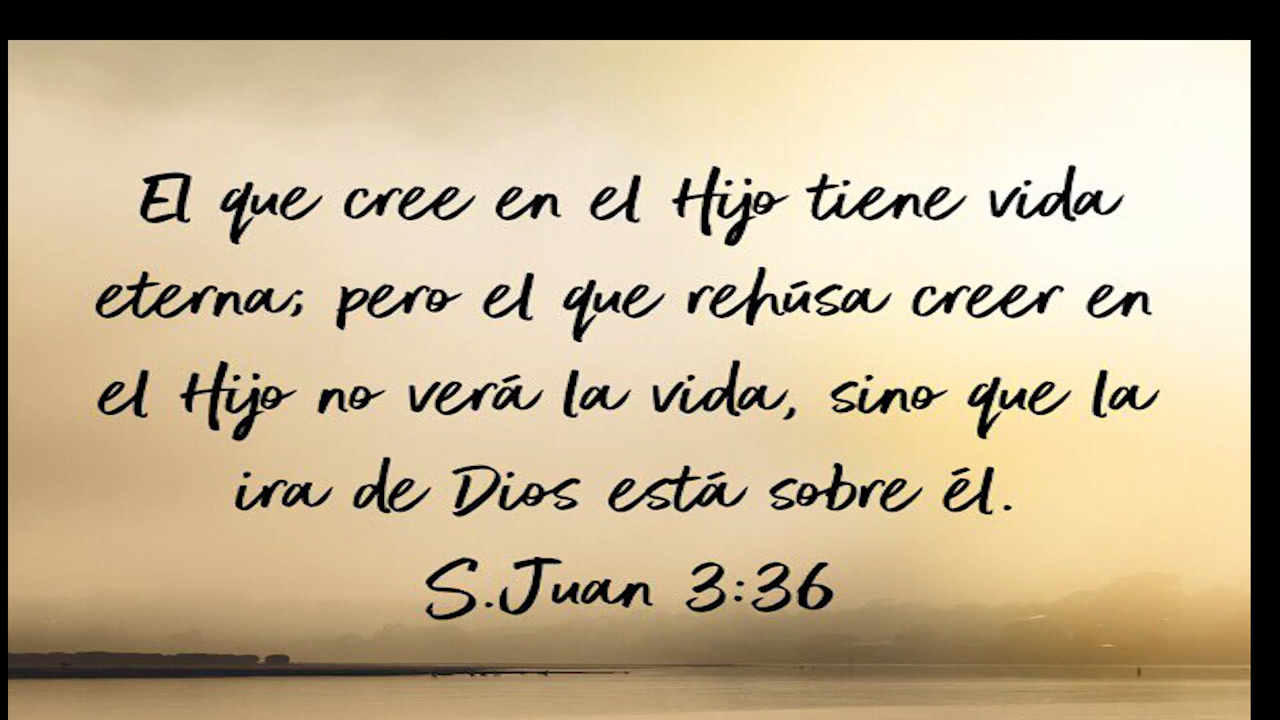 El que cree en el Hijo tiene vida
eterna; pero el que rehúsa creer en
el Hijo no verá la vida, sino que la
ira de Dios está sobre él.
S.Juan 3:36